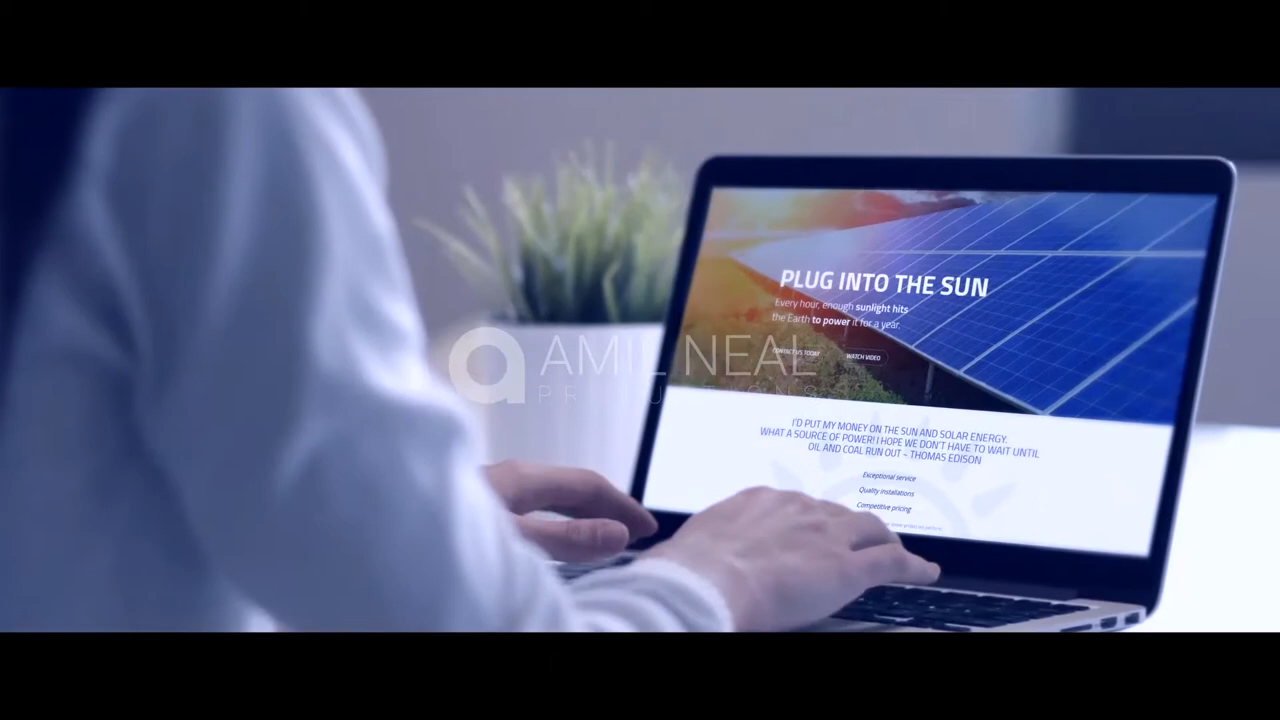 PLUG INTO THE SUN
Every hour, enough sunlight hits
the Earth to power it for a year.
CONTACT US TODAY
WATCH VIDEO
AMIL NEAL
PRODUCTIONS
I'D PUT MY MONEY ON THE SUN AND SOLAR ENERGY.
WHAT A SOURCE OF POWER! I HOPE WE DON'T HAVE TO WAIT UNTIL
OIL AND COAL RUN OUT ~ THOMAS EDISON
Exceptional service
Quality installations
Competitive pricing